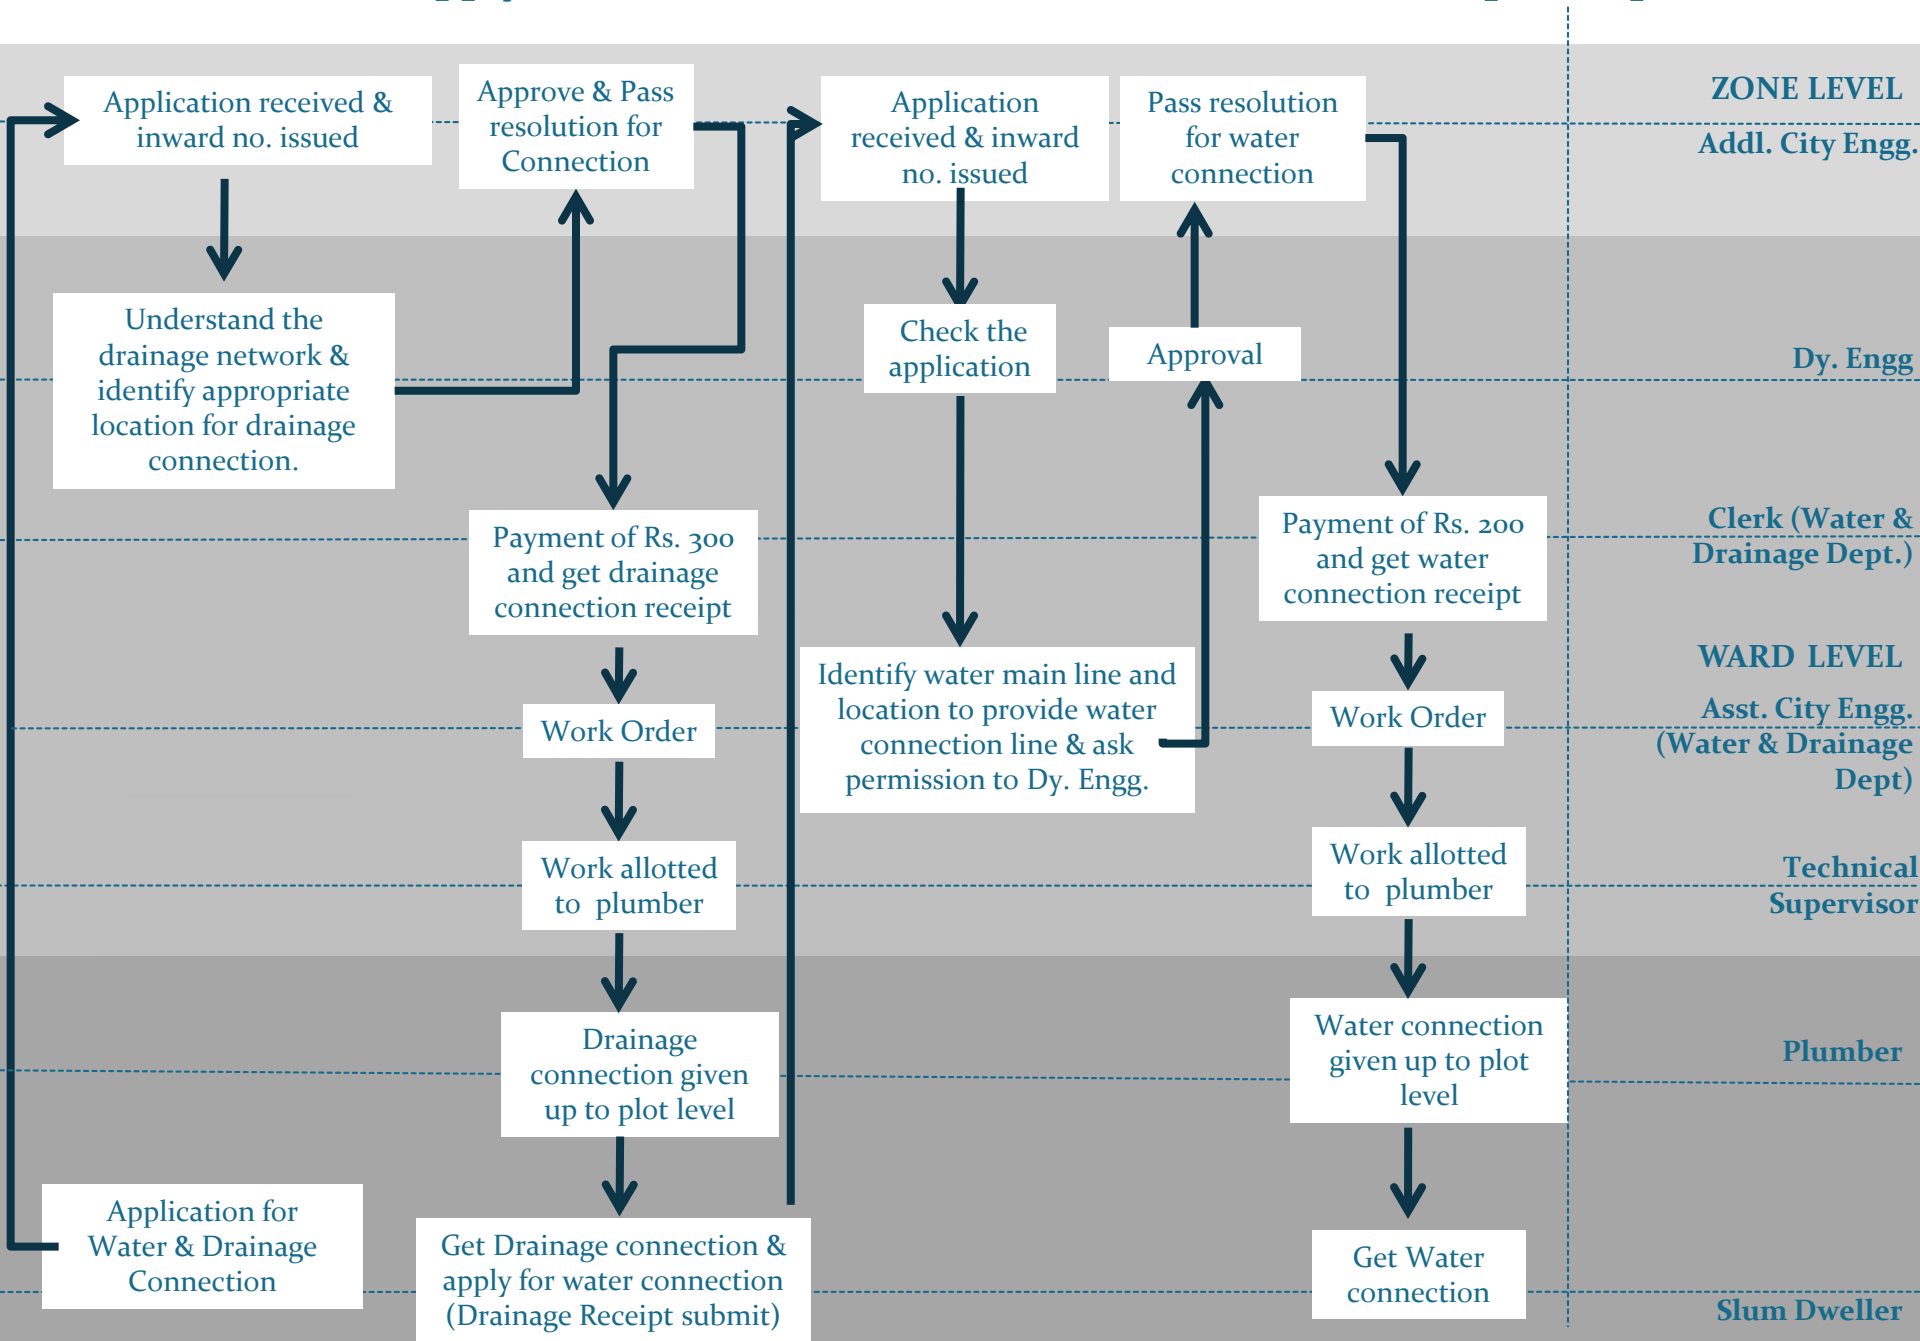 Application received &
inward no. issued
Approve & Pass
resolution for
Connection
Application
received & inward
no. issued
Pass resolution
for water
connection
ZONE LEVEL
Addl. City Engg.
Understand the
drainage network &
identify appropriate
location for drainage
connection.
Check the
application
Approval
Dy. Engg
Payment of Rs. 300
and get drainage
connection receipt
Payment of Rs. 200
and get water
connection receipt
Clerk (Water &
Drainage Dept.)
WARD LEVEL
Identify water main line and
location to provide water
connection line & ask
permission to Dy. Engg.
Work Order
Work Order
Asst. City Engg.
(Water & Drainage
Dept)
Work allotted
to plumber
Work allotted
to plumber
Technical
Supervisor
Drainage
connection given
up to plot level
Water connection
given up to plot
level
Plumber
Application for
Water & Drainage
Connection
Get Drainage connection &
apply for water connection
(Drainage Receipt submit)
Get Water
connection
Slum Dweller